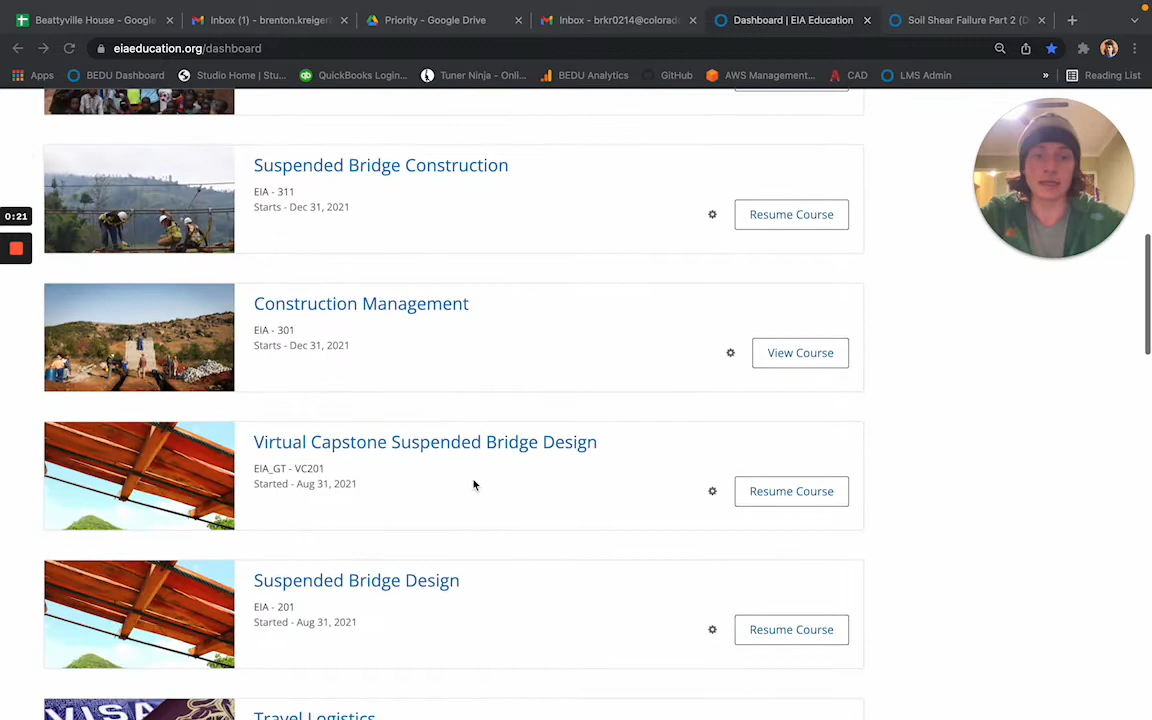 Beattyville House - Google
Inbox (1) - brenton.kreiger
Priority - Google Drive
Inbox - brkr0214@colorado
Dashboard | EIA Education
Soil Shear Failure Part 2 (D
eiaeducation.org/dashboard
Apps
BEDU Dashboard
Studio Home | Stu...
QuickBooks Login...
Tuner Ninja - Onli...
BEDU Analytics
GitHub
AWS Management...
CAD
LMS Admin
»
Reading List
Suspended Bridge Construction
EIA - 311
Starts - Dec 31, 2021
Resume Course
0:21
Construction Management
EIA - 301
Starts - Dec 31, 2021
View Course
Virtual Capstone Suspended Bridge Design
EIA_GT - VC201
Started - Aug 31, 2021
Resume Course
Suspended Bridge Design
EIA - 201
Started - Aug 31, 2021
Resume Course
VISA
Travel Logistics